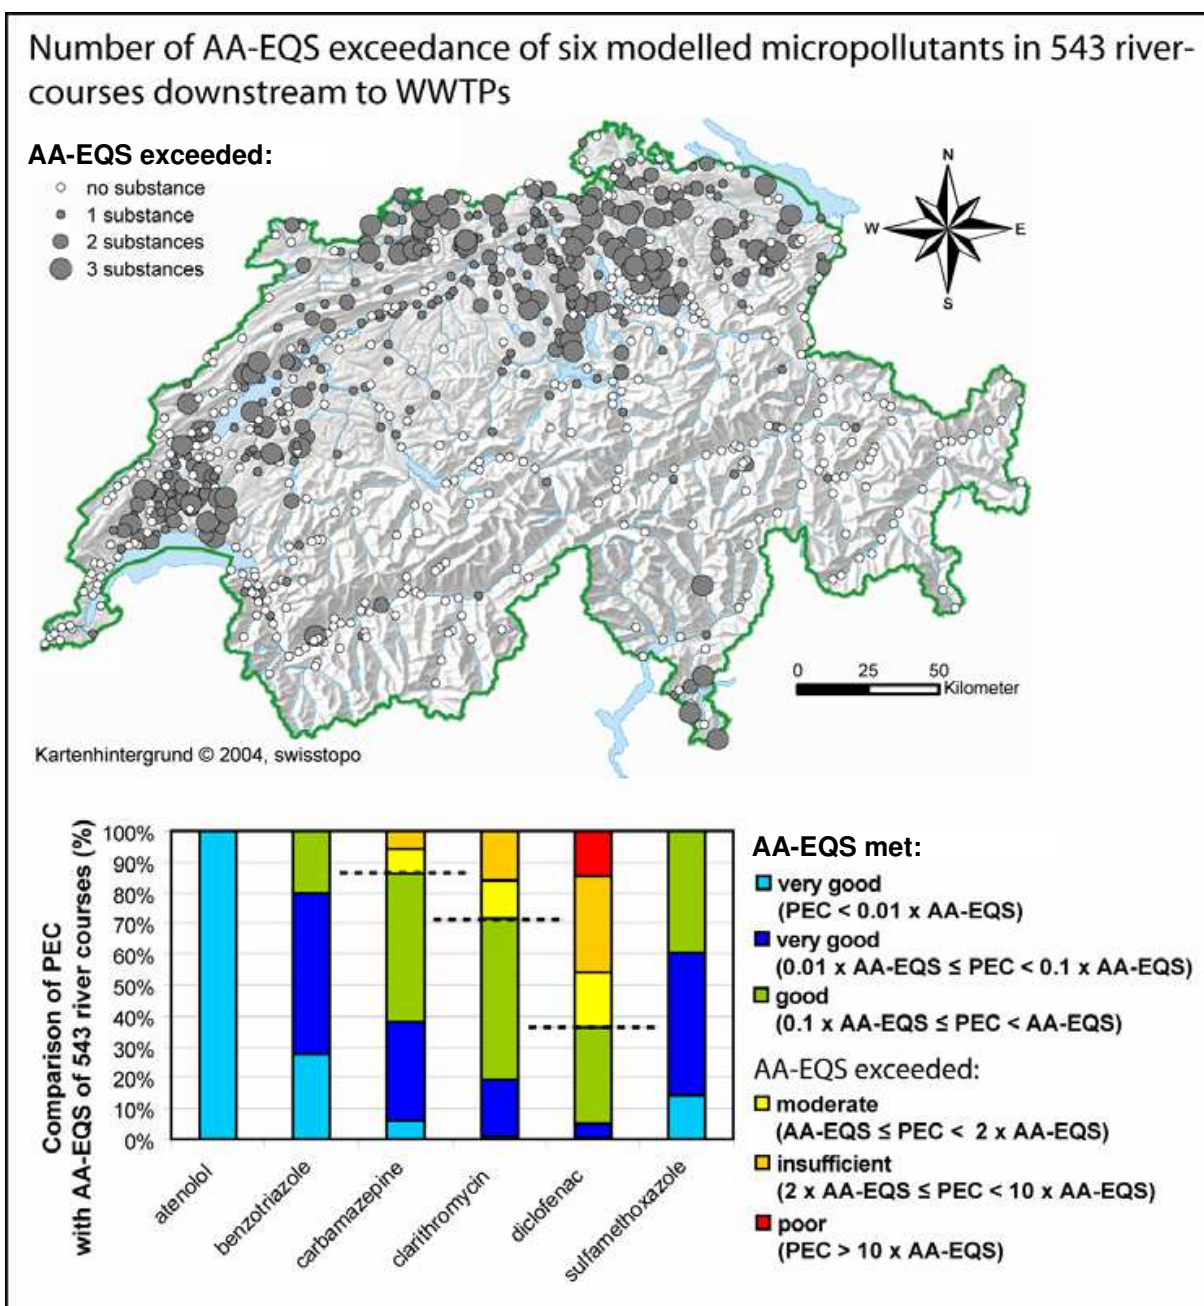 Number of AA-EQS exceedance of six modelled micropollutants in 543 river-
courses downstream to WWTPs
AA-EQS exceeded:
no substance
1 substance
2 substances
3 substances
N
W
E
S
0 25 50
Kilometer
Kartenhintergrund © 2004, swisstopo
Comparison of PEC
with AA-EQS of 543 river courses (%)
100%
90%
80%
70%
60%
50%
40%
30%
20%
10%
0%
atenolol
benzotriazole
carbamazepine
clarithromycin
diclofenac
sulfamethoxazole
AA-EQS met:
very good
(PEC < 0.01 x AA-EQS)
very good
(0.01 x AA-EQS ≤ PEC < 0.1 x AA-EQS)
good
(0.1 x AA-EQS ≤ PEC < AA-EQS)
AA-EQS exceeded:
moderate
(AA-EQS ≤ PEC < 2 x AA-EQS)
insufficient
(2 x AA-EQS ≤ PEC < 10 x AA-EQS)
poor
(PEC > 10 x AA-EQS)